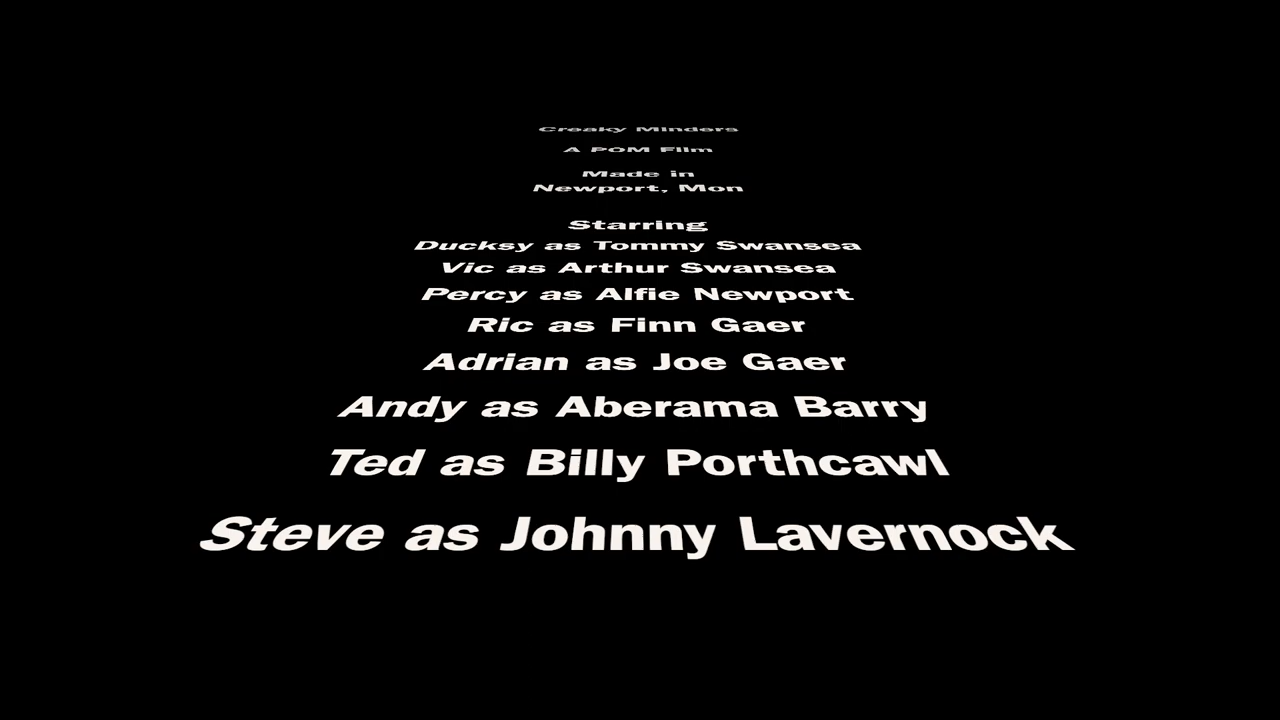 Creaky Minders
A POM Film
Made in
Newport, Mon
Starring
Ducksy as Tommy Swansea
Vic as Arthur Swansea
Percy as Alfie Newport
Ric as Finn Gaer
Adrian as Joe Gaer
Andy as Aberama Barry
Ted as Billy Porthcawl
Steve as Johnny Lavernock